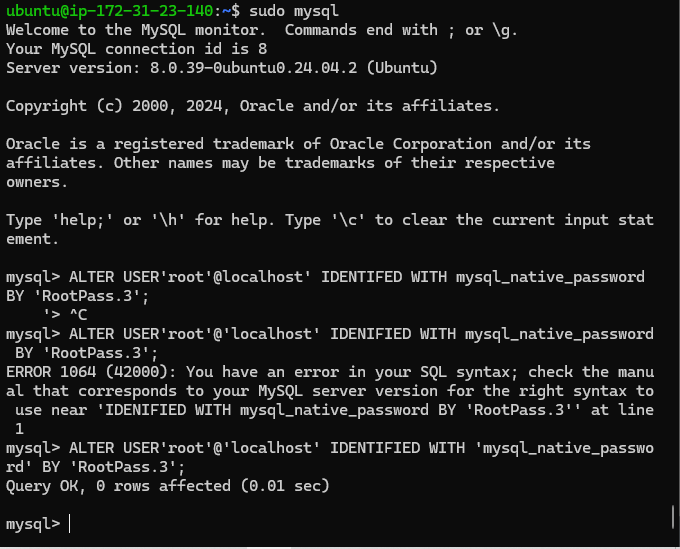 ubuntu@ip-172-31-23-140:~$ sudo mysql
Welcome to the MySQL monitor.  Commands end with ; or \g.
Your MySQL connection id is 8
Server version: 8.0.39-0ubuntu0.24.04.2 (Ubuntu)

Copyright (c) 2000, 2024, Oracle and/or its affiliates.

Oracle is a registered trademark of Oracle Corporation and/or its
affiliates. Other names may be trademarks of their respective
owners.

Type 'help;' or '\h' for help. Type '\c' to clear the current input stat
ement.

mysql> ALTER USER'root'@localhost' IDENTIFED WITH mysql_native_password
BY 'RootPass.3';
    '> ^C
mysql> ALTER USER'root'@'localhost' IDENIFIED WITH mysql_native_password
 BY 'RootPass.3';
ERROR 1064 (42000): You have an error in your SQL syntax; check the manu
al that corresponds to your MySQL server version for the right syntax to
 use near 'IDENIFIED WITH mysql_native_password BY 'RootPass.3'' at line
 1
mysql> ALTER USER'root'@'localhost' IDENTIFIED WITH 'mysql_native_passwo
rd' BY 'RootPass.3';
Query OK, 0 rows affected (0.01 sec)

mysql>